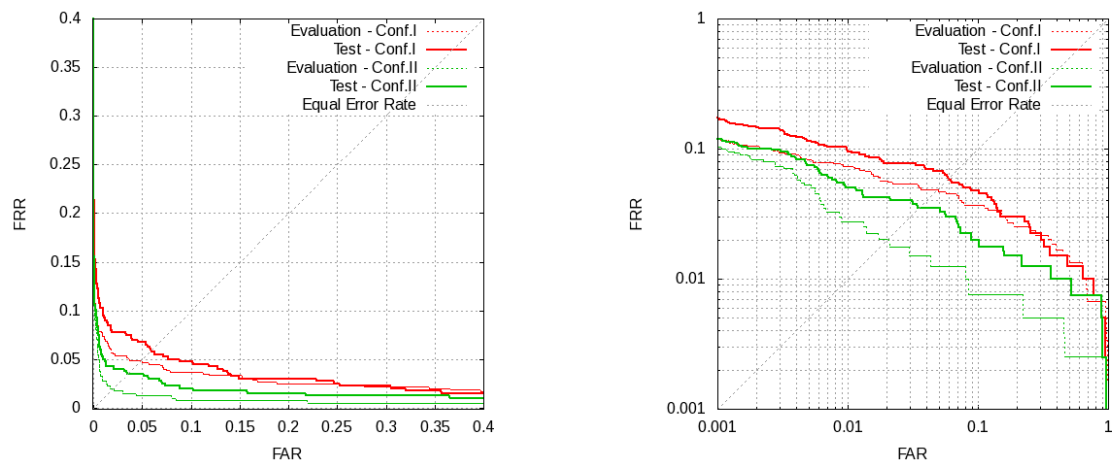 0.4
0.35
0.3
0.25
0.2
0.15
0.1
0.05
0
FRR
Evaluation - Conf.I
Test - Conf.I
Evaluation - Conf.II
Test - Conf.II
Equal Error Rate
0 0.05 0.1 0.15 0.2 0.25 0.3 0.35 0.4
FAR
1
0.1
0.01
0.001
FRR
Evaluation - Conf.I
Test - Conf.I
Evaluation - Conf.II
Test - Conf.II
Equal Error Rate
0.001 0.01 0.1 1
FAR